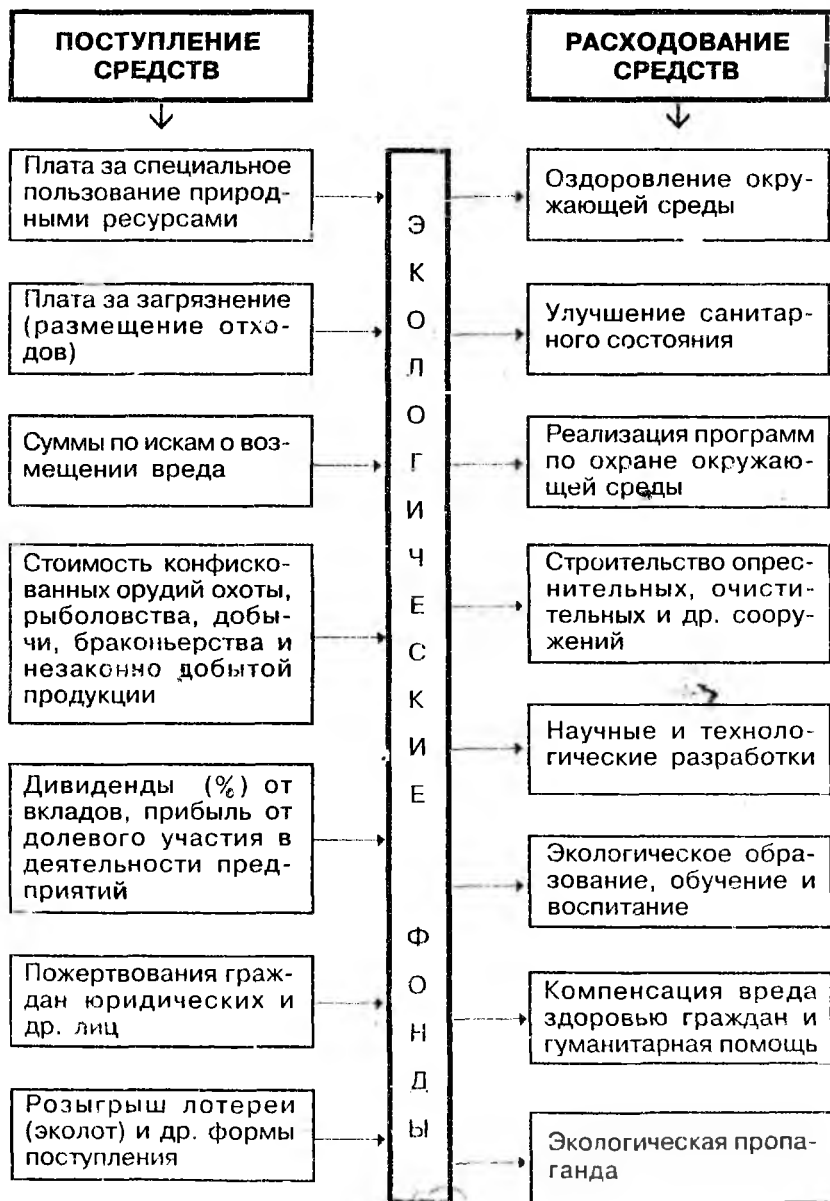 ПОСТУПЛЕНИЕ
СРЕДСТВ
Плата за специальное
пользование природ-
ными ресурсами
Плата за загрязнение
(размещение отхо-
дов)
Суммы по искам о воз-
мещении вреда
Стоимость конфиско-
ванных орудий охоты,
рыболовства, добы-
чи, браконьерства и
незаконно добытой
продукции
Дивиденды (%) от
вкладов, прибыль от
долевого участия в
деятельности пред-
приятий
Пожертвования граж-
дан юридических и
др. лиц
Розыгрыш лотереи
(эколот) и др. формы
поступления
ЭКОЛОГИЧЕСКИЕ ФОНДЫ
РАСХОДОВАНИЕ
СРЕДСТВ
Оздоровление окру-
жающей среды
Улучшение санитар-
ного состояния
Реализация программ
по охране окружаю-
щей среды
Строительство опрес-
нительных, очисти-
тельных и др. соору-
жений
Научные и техноло-
гические разработки
Экологическое обра-
зование, обучение и
воспитание
Компенсация вреда
здоровью граждан и
гуманитарная помощь
Экологическая пропа-
ганда